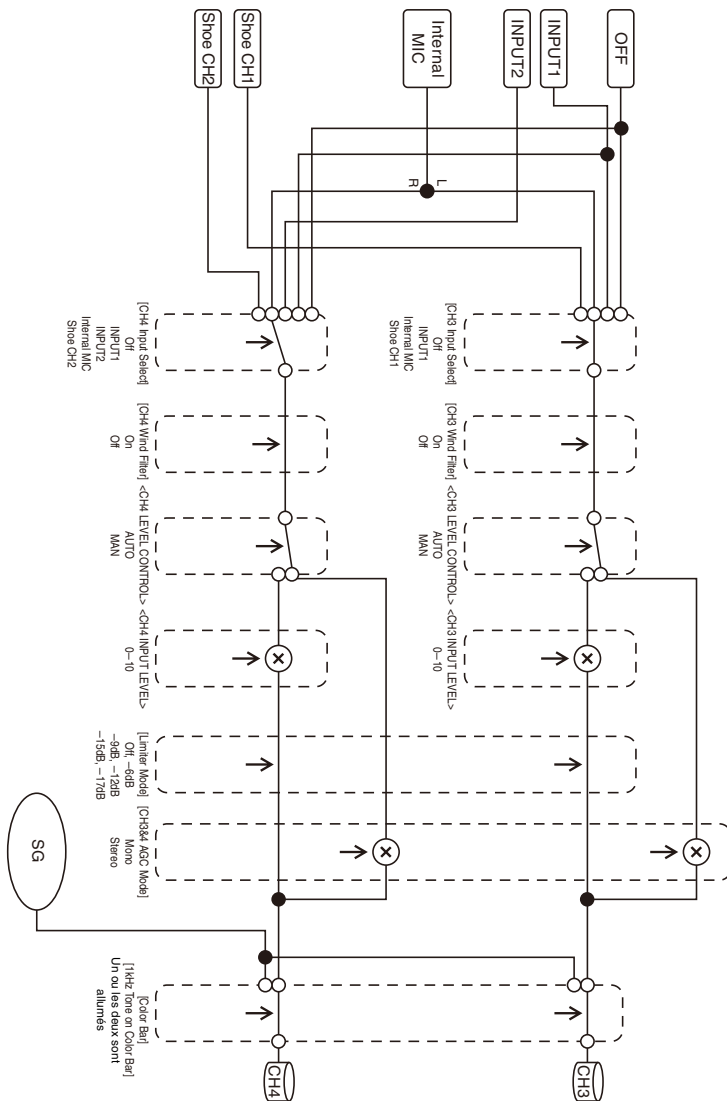 OFF
INPUT1
INPUT2
Internal
MIC
L
R
Shoe CH1
Shoe CH2
[CH3 Input Select]
Off
INPUT1
Internal MIC
Shoe CH1
[CH3 Wind Filter]
On
Off
<CH3 LEVEL CONTROL>
AUTO
MAN
<CH3 INPUT LEVEL>
0–10
CH3
[CH4 Input Select]
Off
INPUT1
INPUT2
Internal MIC
Shoe CH2
[CH4 Wind Filter]
On
Off
<CH4 LEVEL CONTROL>
AUTO
MAN
<CH4 INPUT LEVEL>
0–10
[Limiter Mode]
Off, –6dB
–9dB, –12dB
–15dB, –17dB
[CH3&4 AGC Mode]
Mono
Stereo
[Color Bar]
[1kHz Tone on Color Bar]
Un ou les deux sont
allumés
CH4
SG